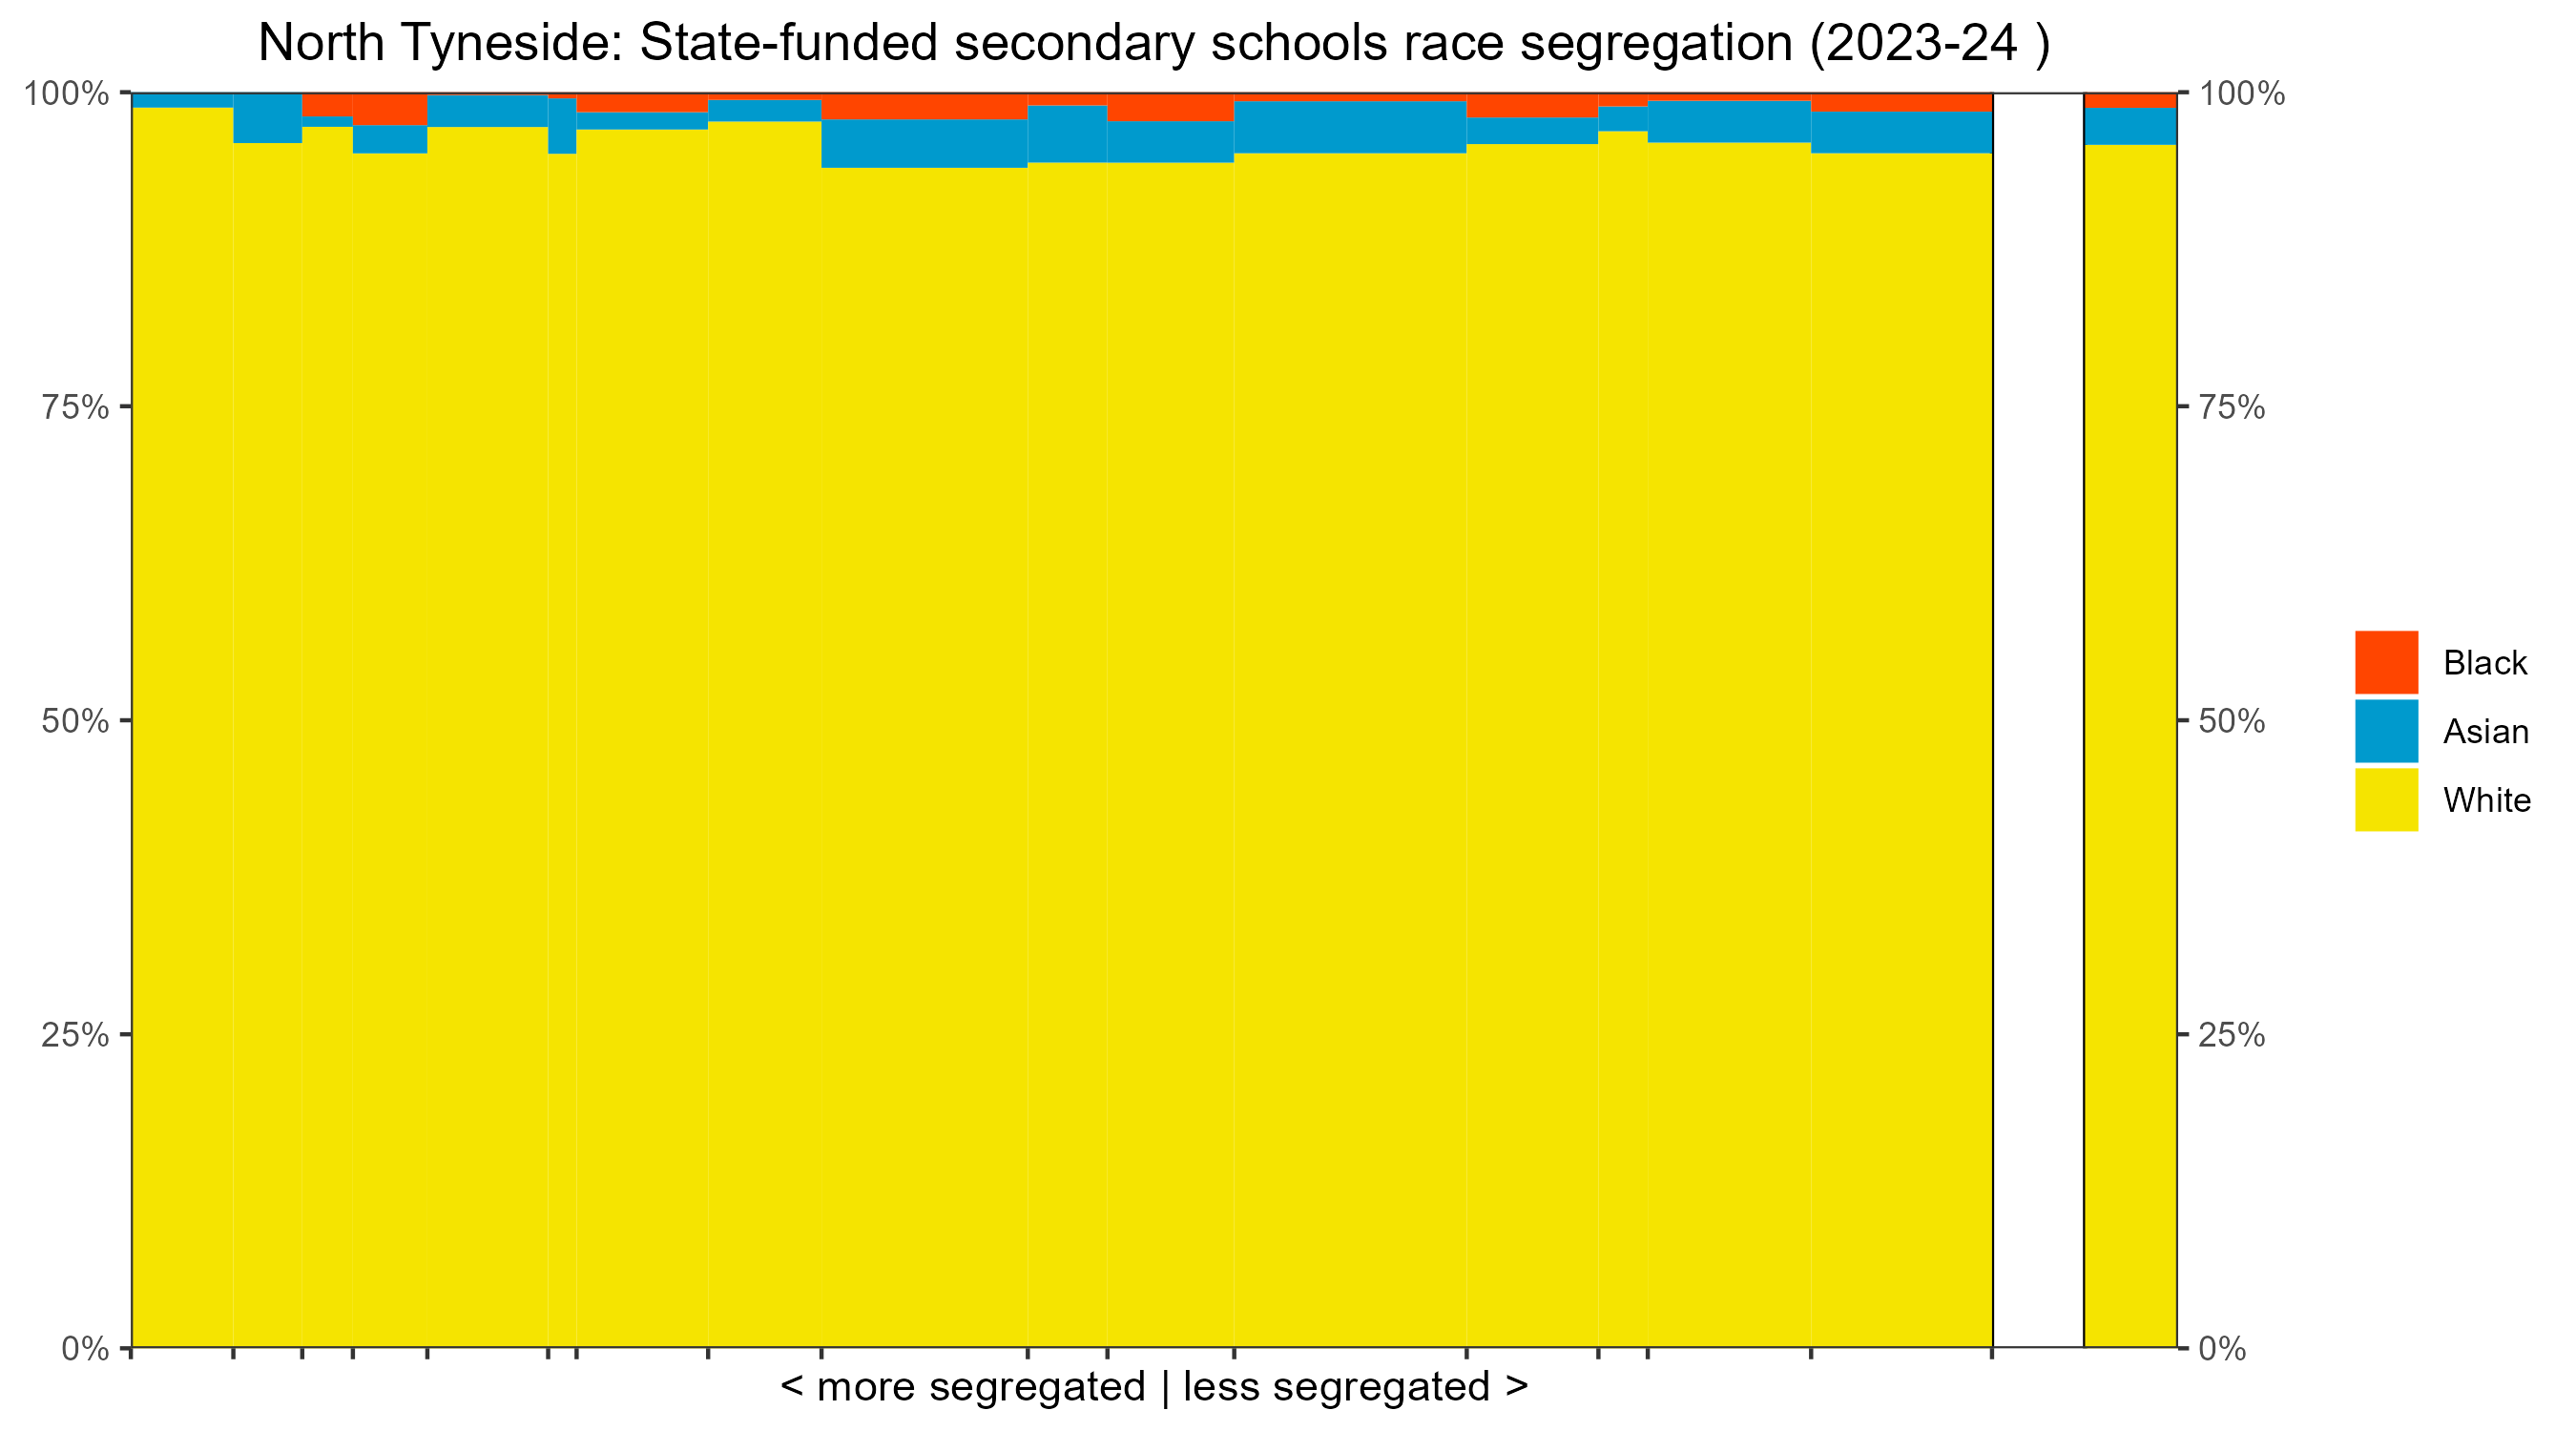 North Tyneside: State-funded secondary schools race segregation (2023-24 )
100%
75%
50%
25%
0%
100%
75%
50%
25%
0%
Black
Asian
White
< more segregated | less segregated >